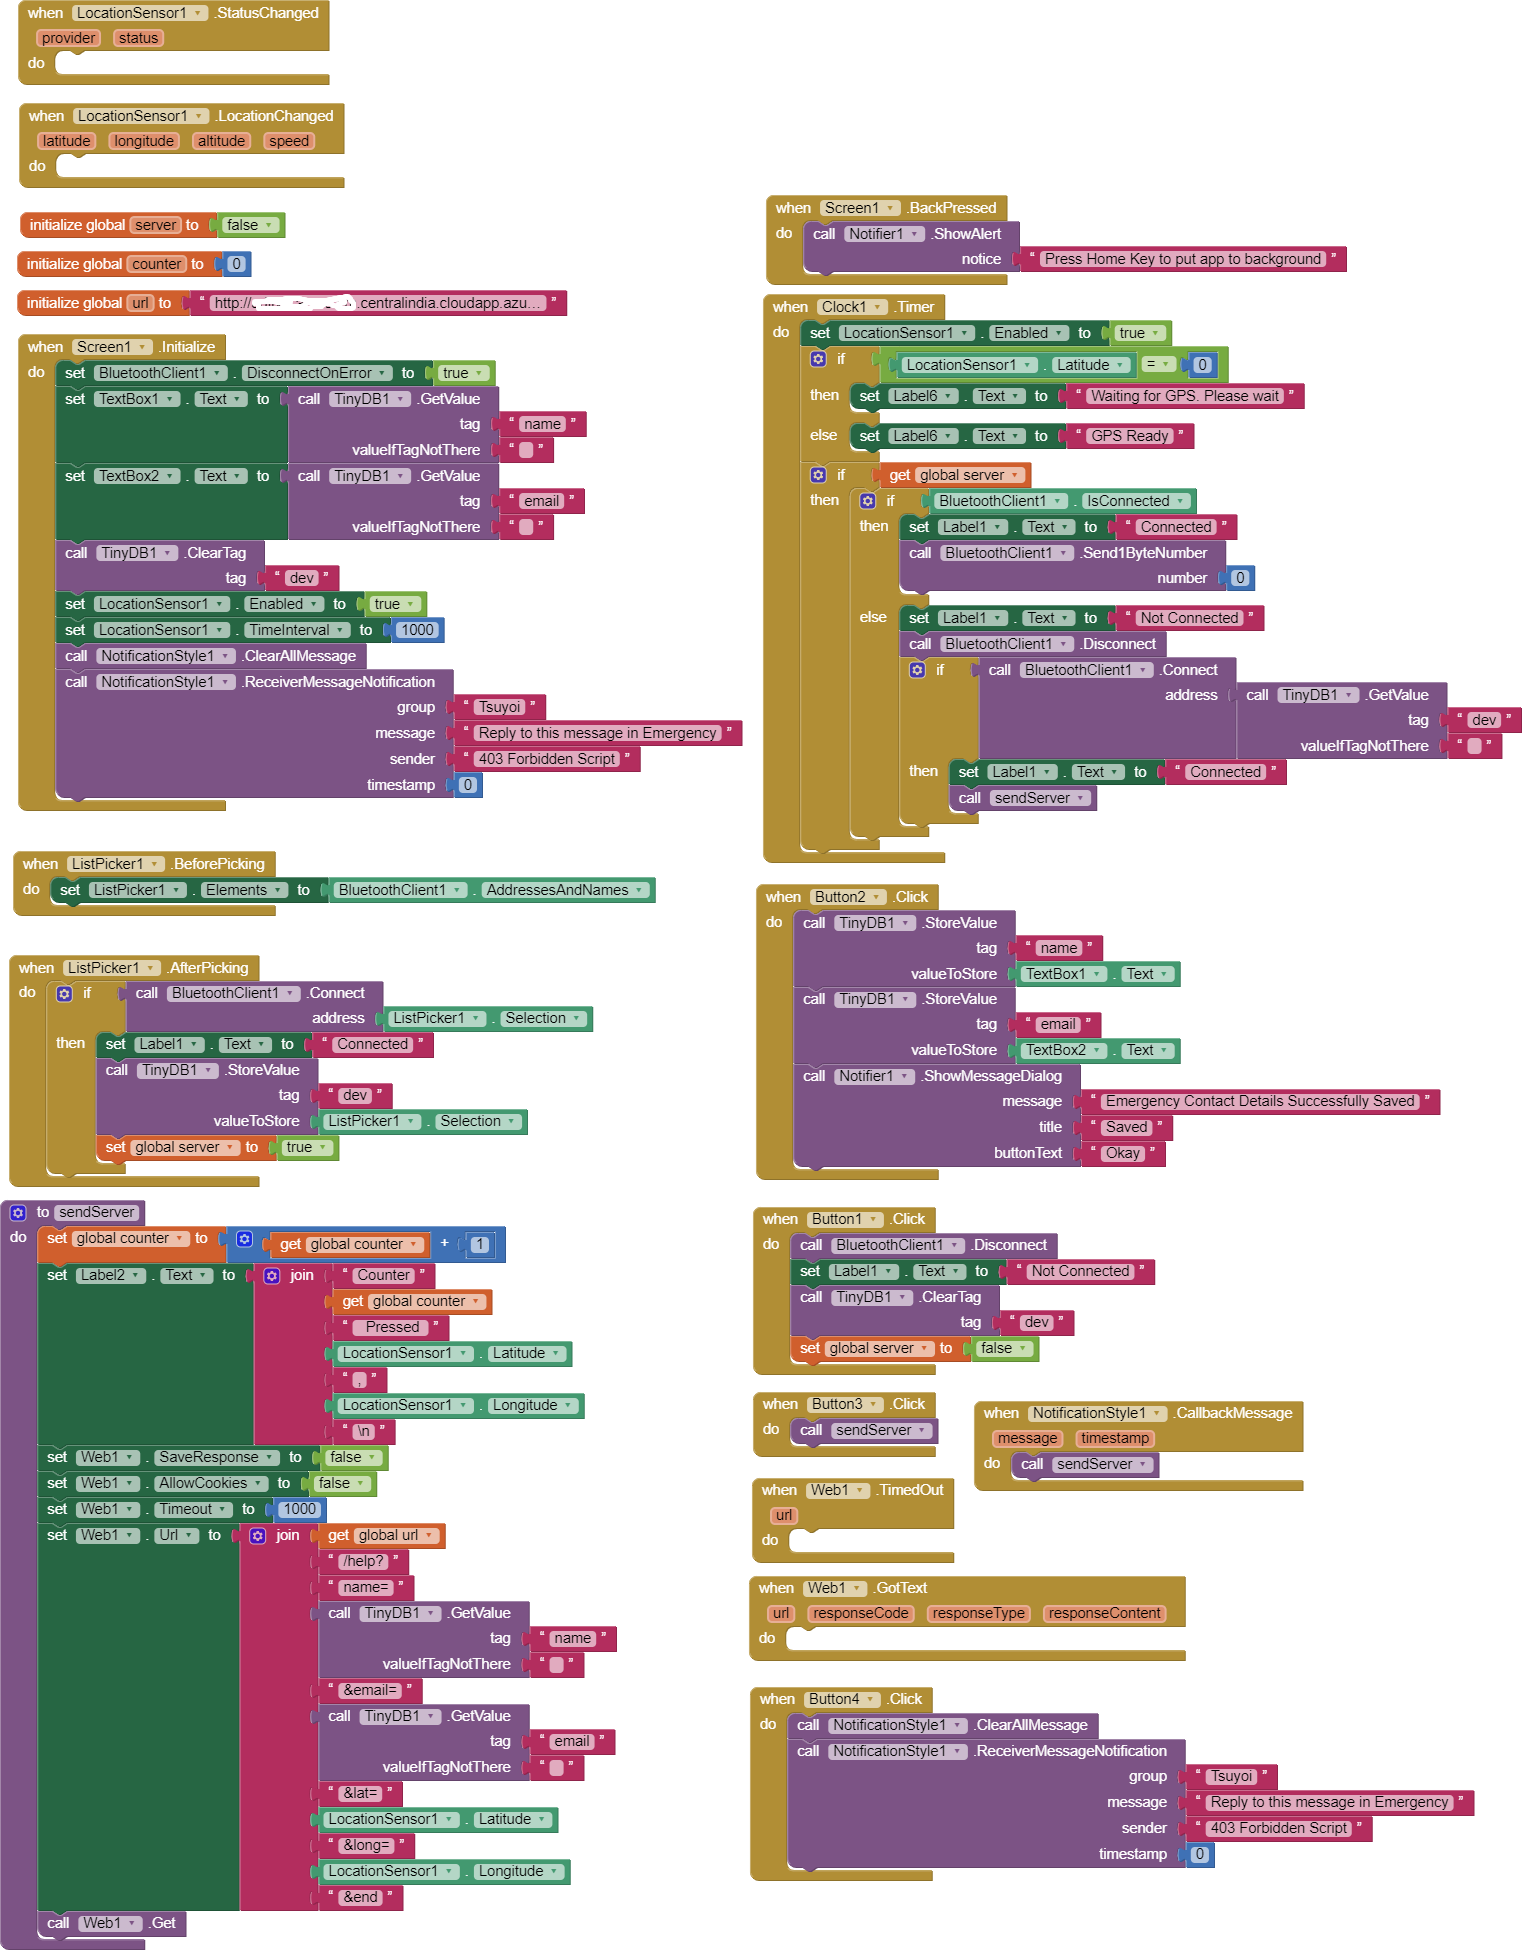 when LocationSensor1 .StatusChanged
provider status
do
when LocationSensor1 .LocationChanged
latitude longitude altitude speed
do
initialize global server to false
initialize global counter to 0
initialize global url to " http:// .centralindia.cloudapp.azu... "
when Screen1 .Initialize
do set BluetoothClient1 . DisconnectOnError to true
set TextBox1 . Text to call TinyDB1 .GetValue
tag " name "
valueIfTagNotThere " "
set TextBox2 . Text to call TinyDB1 .GetValue
tag " email "
valueIfTagNotThere " "
call TinyDB1 .ClearTag
tag " dev "
set LocationSensor1 . Enabled to true
set LocationSensor1 . TimeInterval to 1000
call NotificationStyle1 .ClearAllMessage
call NotificationStyle1 .ReceiverMessageNotification
group " Tsuyoi "
message " Reply to this message in Emergency "
sender " 403 Forbidden Script "
timestamp 0
when ListPicker1 .BeforePicking
do set ListPicker1 . Elements to BluetoothClient1 . AddressesAndNames
when ListPicker1 .AfterPicking
do if call BluetoothClient1 .Connect
address ListPicker1 . Selection
then set Label1 . Text to " Connected "
call TinyDB1 .StoreValue
tag " dev "
valueToStore ListPicker1 . Selection
set global server to true
to sendServer
do set global counter to get global counter + 1
set Label2 . Text to join " Counter "
get global counter
" Pressed "
LocationSensor1 . Latitude
" , "
LocationSensor1 . Longitude
" \n "
set Web1 . SaveResponse to false
set Web1 . AllowCookies to false
set Web1 . Timeout to 1000
set Web1 . Url to join get global url
" /help? "
" name= "
call TinyDB1 .GetValue
tag " name "
valueIfTagNotThere " "
" &email= "
call TinyDB1 .GetValue
tag " email "
valueIfTagNotThere " "
" &lat= "
LocationSensor1 . Latitude
" &long= "
LocationSensor1 . Longitude
" &end "
call Web1 .Get
when Screen1 .BackPressed
do call Notifier1 .ShowAlert
notice " Press Home Key to put app to background "
when Clock1 .Timer
do set LocationSensor1 . Enabled to true
if LocationSensor1 . Latitude = 0
then set Label6 . Text to " Waiting for GPS. Please wait "
else set Label6 . Text to " GPS Ready "
if get global server
then if BluetoothClient1 . IsConnected
then set Label1 . Text to " Connected "
call BluetoothClient1 .Send1ByteNumber
number 0
else set Label1 . Text to " Not Connected "
call BluetoothClient1 .Disconnect
if call BluetoothClient1 .Connect
address call TinyDB1 .GetValue
tag " dev "
valueIfTagNotThere " "
then set Label1 . Text to " Connected "
call sendServer
when Button2 .Click
do call TinyDB1 .StoreValue
tag " name "
valueToStore TextBox1 . Text
call TinyDB1 .StoreValue
tag " email "
valueToStore TextBox2 . Text
call Notifier1 .ShowMessageDialog
message " Emergency Contact Details Successfully Saved "
title " Saved "
buttonText " Okay "
when Button1 .Click
do call BluetoothClient1 .Disconnect
set Label1 . Text to " Not Connected "
call TinyDB1 .ClearTag
tag " dev "
set global server to false
when Button3 .Click
do call sendServer
when NotificationStyle1 .CallbackMessage
message timestamp
do call sendServer
when Web1 .TimedOut
url
do
when Web1 .GotText
url responseCode responseType responseContent
do
when Button4 .Click
do call NotificationStyle1 .ClearAllMessage
call NotificationStyle1 .ReceiverMessageNotification
group " Tsuyoi "
message " Reply to this message in Emergency "
sender " 403 Forbidden Script "
timestamp 0